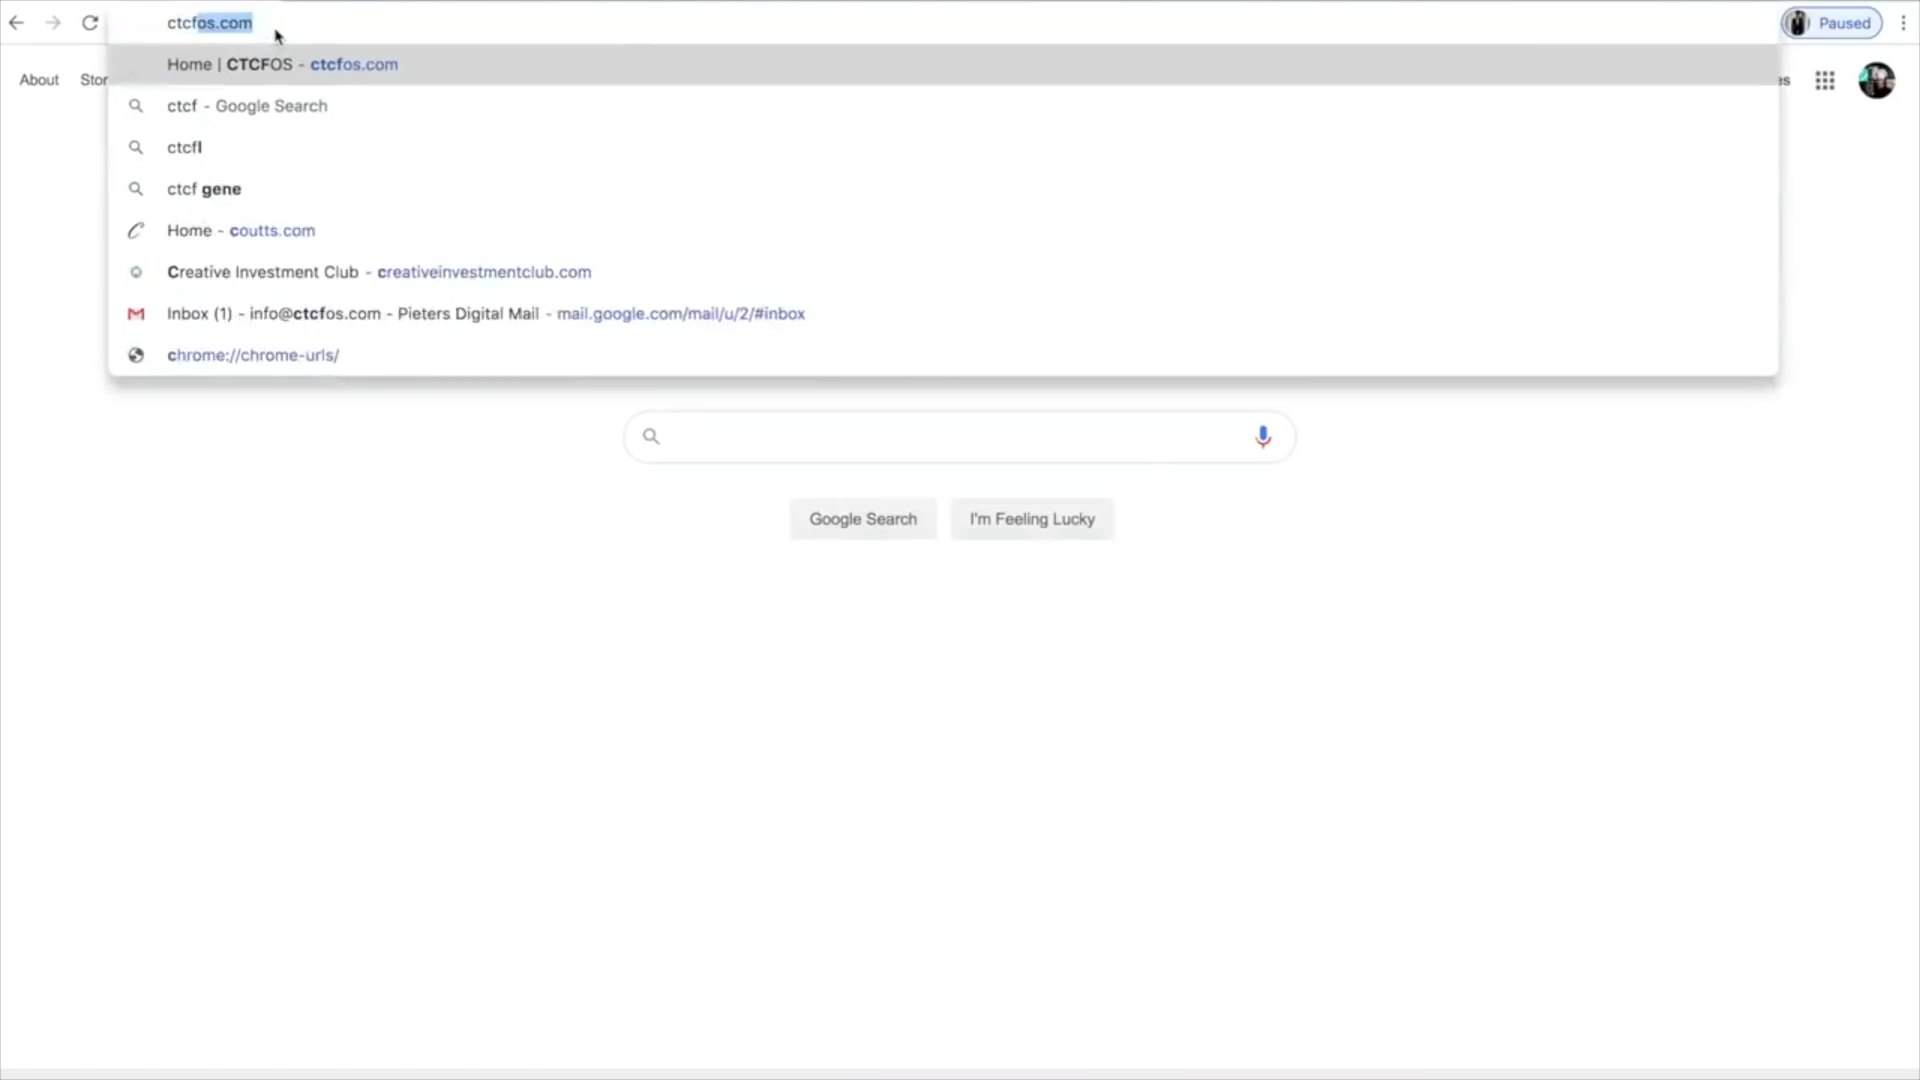 ctcfos.com
Paused
Home | CTCFOS - ctcfos.com
About
Stor
es
ctcf - Google Search
ctcfl
ctcf gene
Home - coutts.com
Creative Investment Club - creativeinvestmentclub.com
Inbox (1) - info@ctcfos.com - Pieters Digital Mail - mail.google.com/mail/u/2/#inbox
chrome://chrome-urls/
Google Search
I'm Feeling Lucky